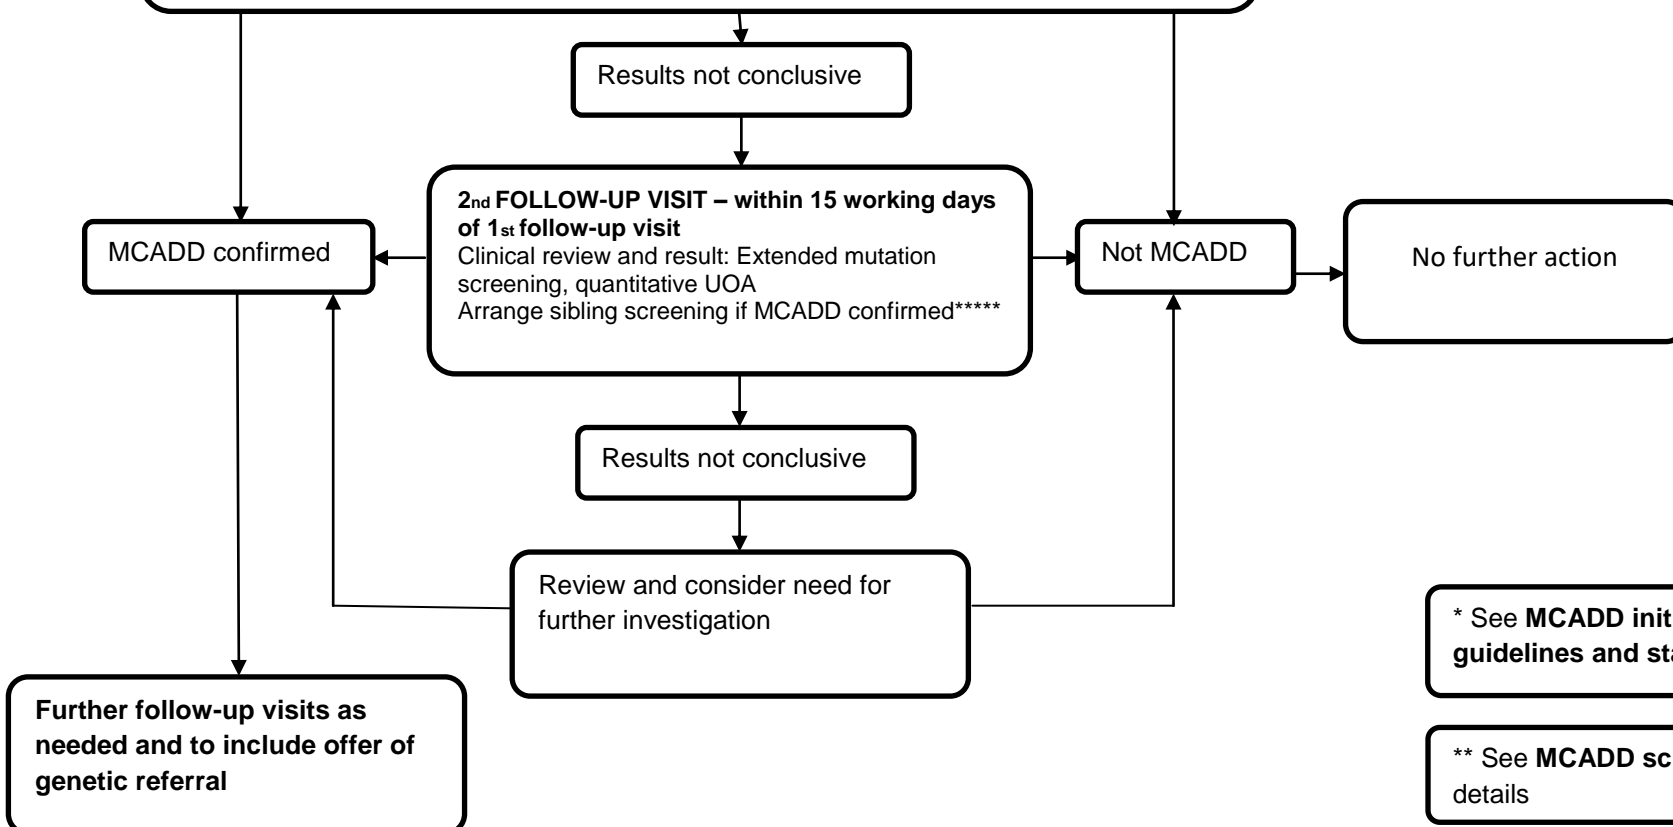 Results not conclusive
2nd FOLLOW-UP VISIT – within 15 working days
of 1st follow-up visit
Clinical review and result: Extended mutation
screening, quantitative UOA
Arrange sibling screening if MCADD confirmed*****
MCADD confirmed
Not MCADD
No further action
Results not conclusive
Review and consider need for
further investigation
Further follow-up visits as
needed and to include offer of
genetic referral
* See MCADD init
guidelines and sta
** See MCADD sc
details